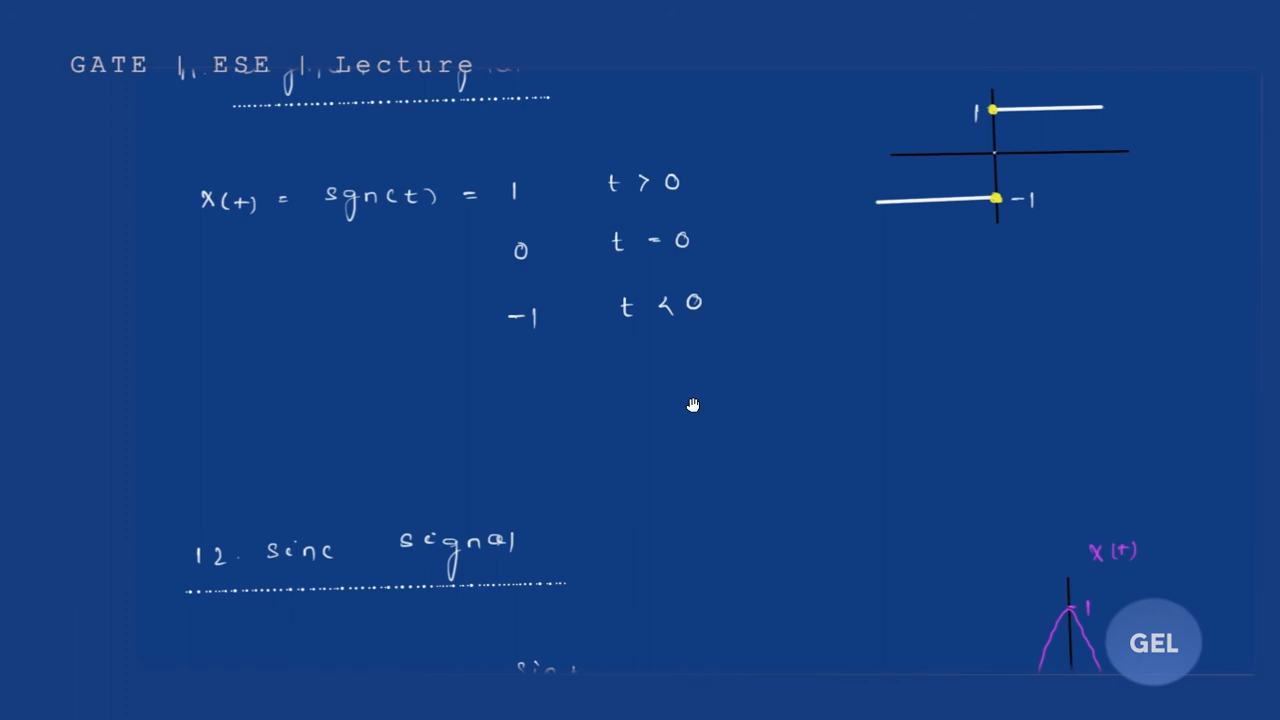 GATE | ESE | Lecture
1
x(t) = sgn(t) = 1 t > 0
-1
0 t = 0
-1 t < 0
12. sinc signal
x(t)
1
GEL